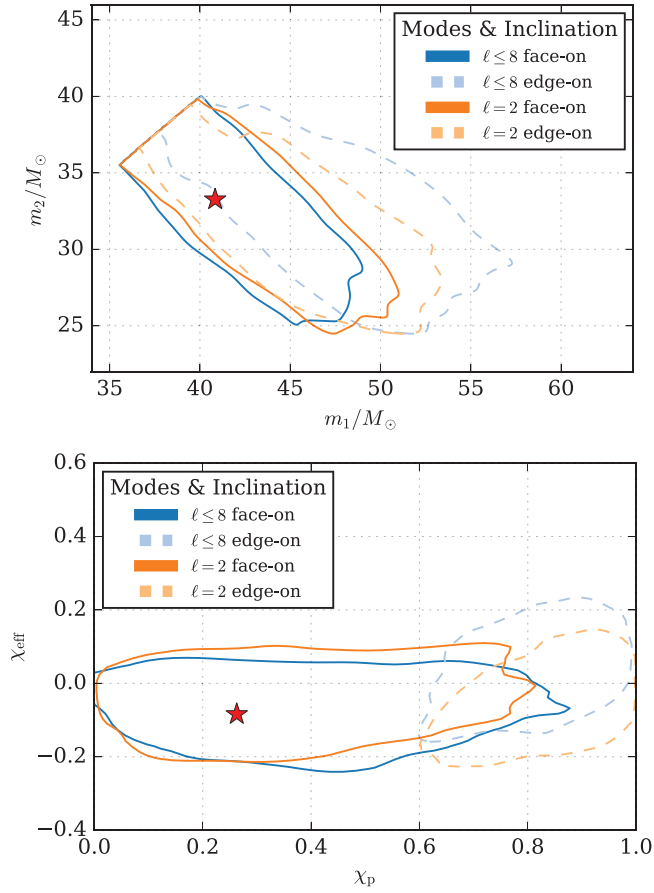 45
40
35
30
25
m₂/M⊙
Modes & Inclination
ℓ ≤ 8 face-on
ℓ ≤ 8 edge-on
ℓ = 2 face-on
ℓ = 2 edge-on
35 40 45 50 55 60
m₁/M⊙
0.6
0.4
0.2
0.0
−0.2
−0.4
χeff
Modes & Inclination
ℓ ≤ 8 face-on
ℓ ≤ 8 edge-on
ℓ = 2 face-on
ℓ = 2 edge-on
0.0 0.2 0.4 0.6 0.8 1.0
χp